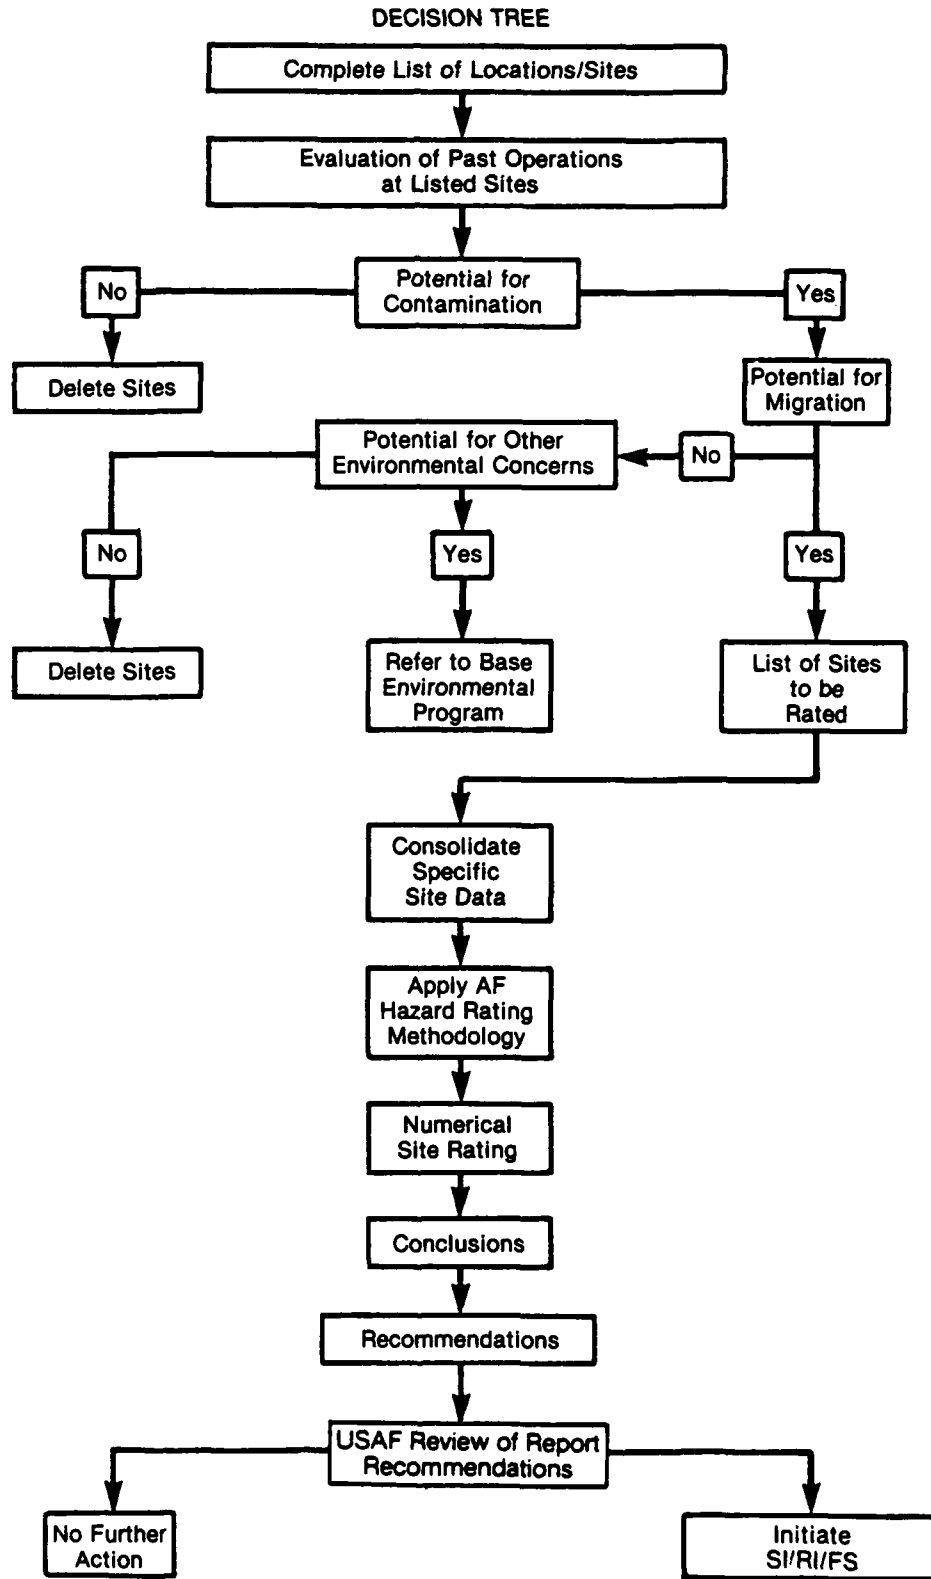 DECISION TREE
Complete List of Locations/Sites
Evaluation of Past Operations
at Listed Sites
Potential for
Contamination
No
Yes
Delete Sites
Potential for
Migration
Potential for Other
Environmental Concerns
No
No
Yes
Yes
Delete Sites
Refer to Base
Environmental
Program
List of Sites
to be
Rated
Consolidate
Specific
Site Data
Apply AF
Hazard Rating
Methodology
Numerical
Site Rating
Conclusions
Recommendations
USAF Review of Report
Recommendations
No Further
Action
Initiate
SI/RI/FS